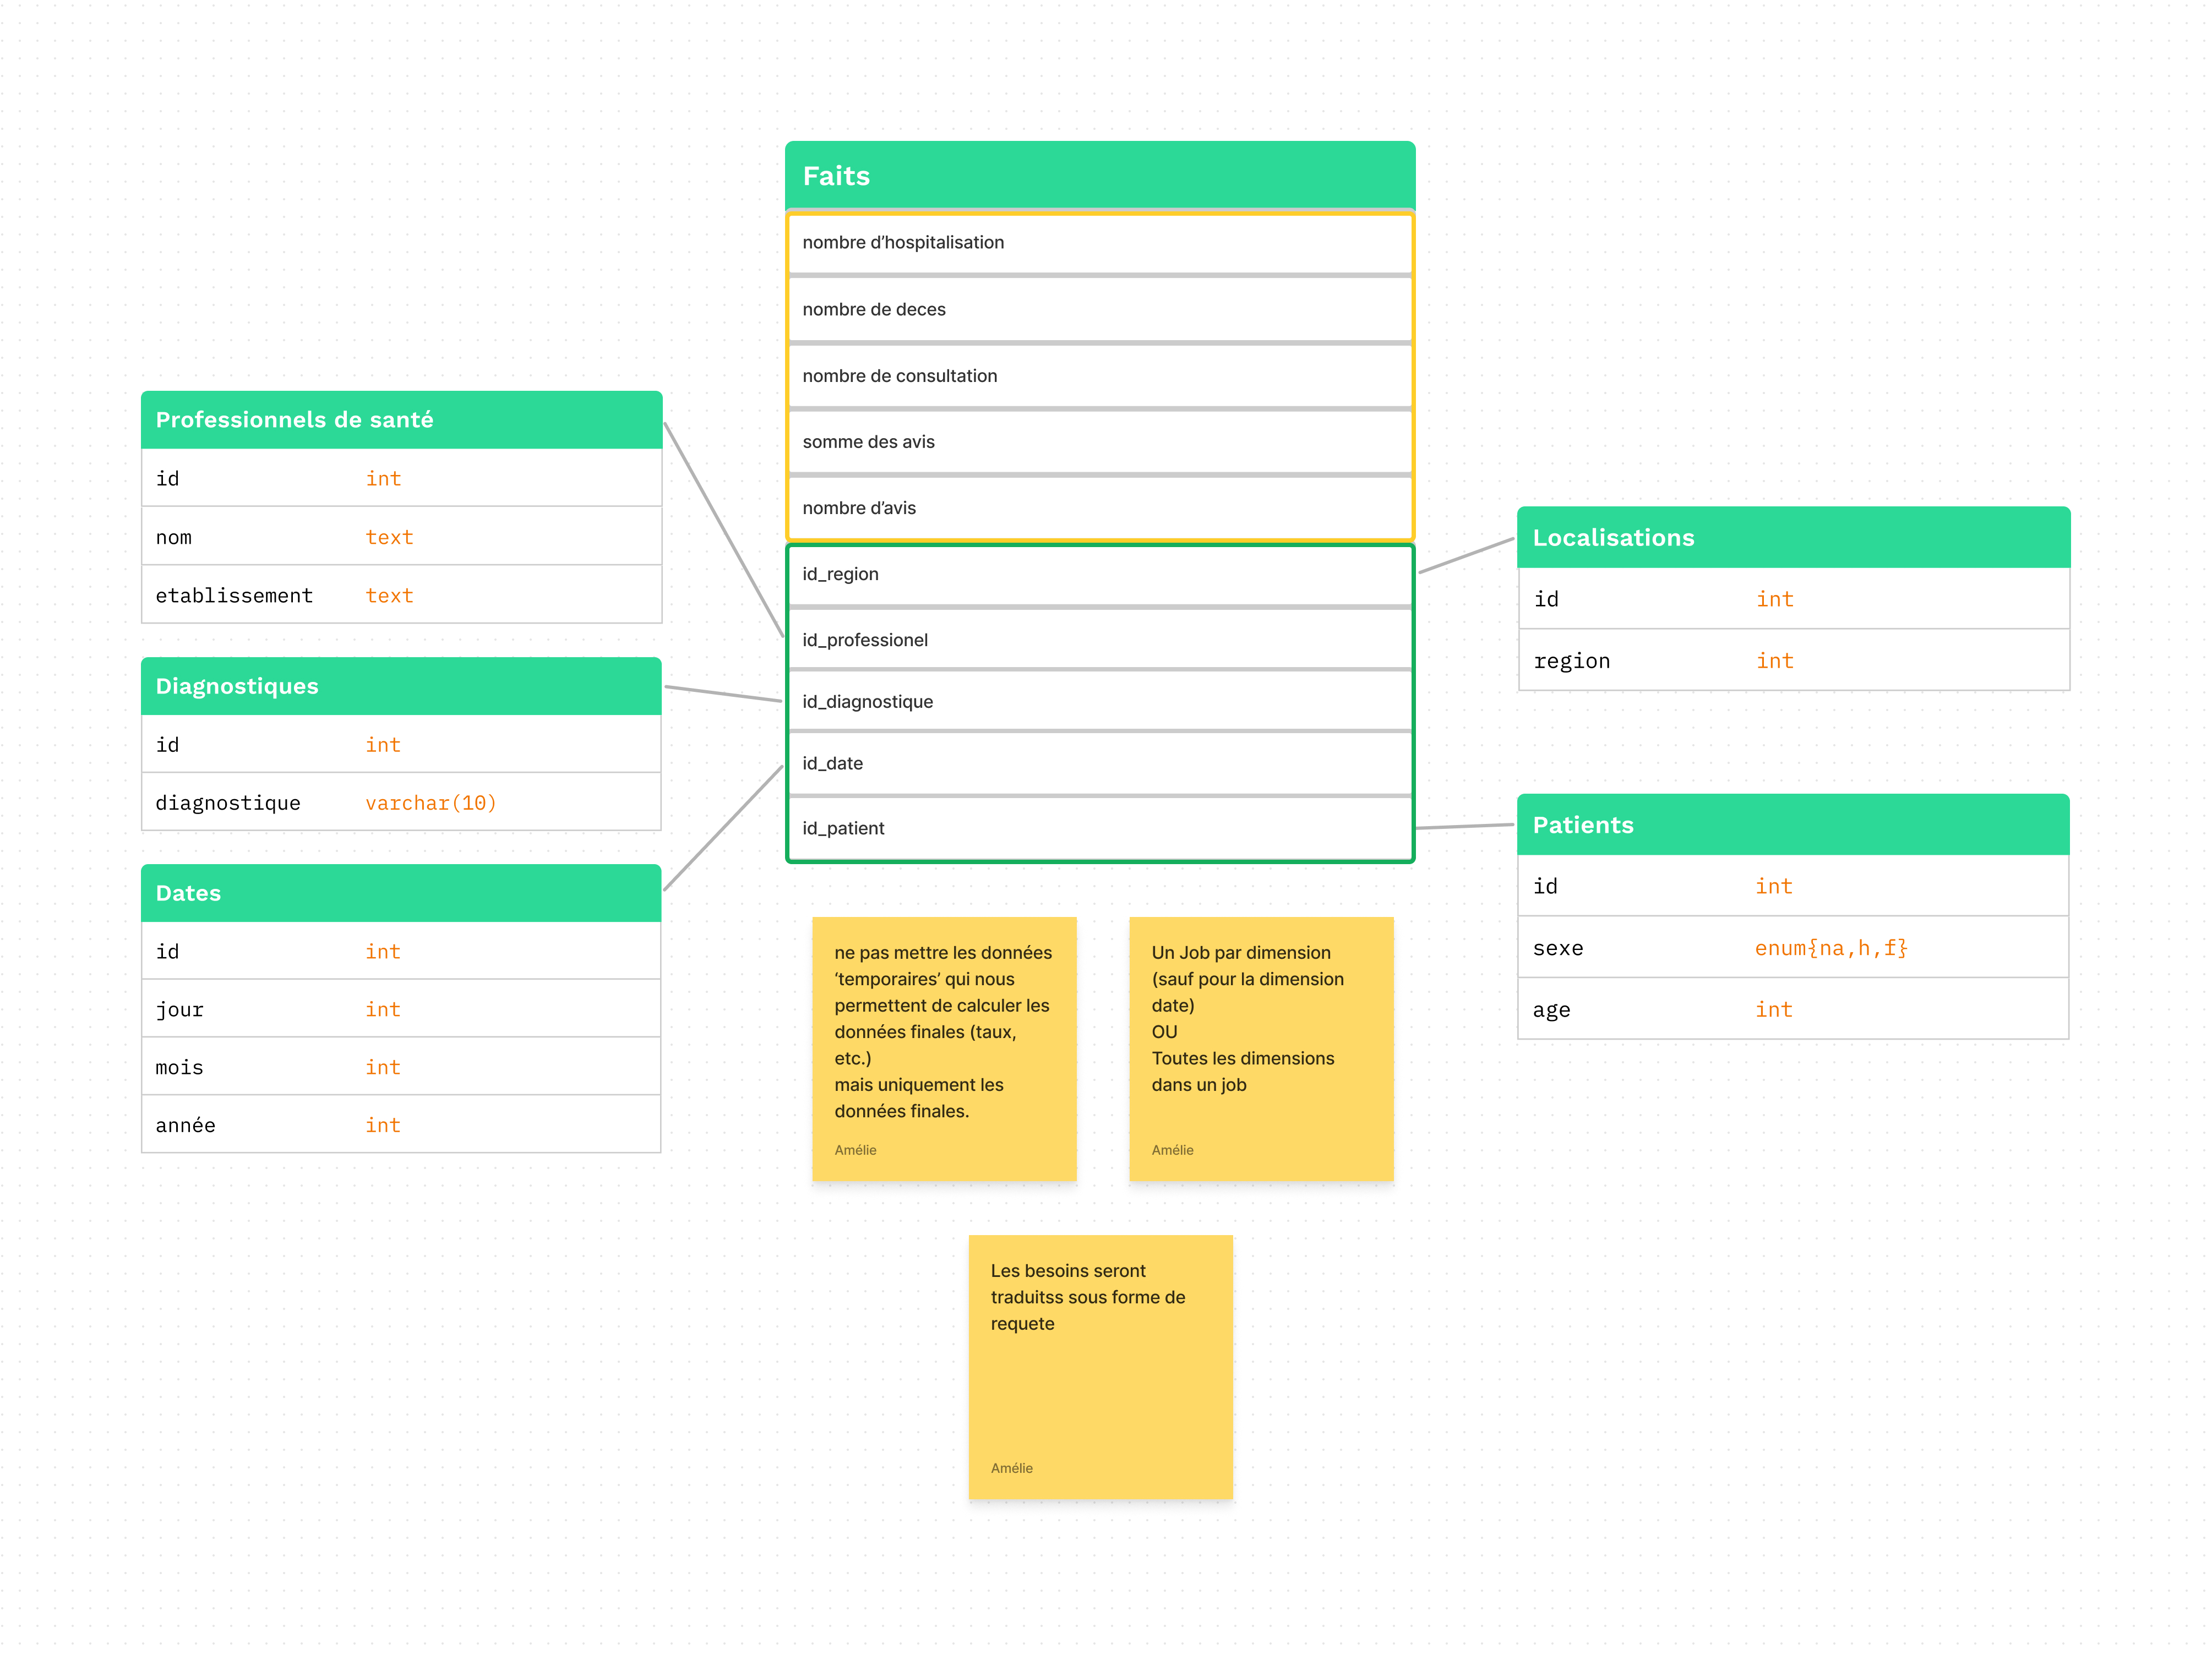 Faits
nombre d’hospitalisation
nombre de deces
nombre de consultation
somme des avis
nombre d’avis
id_region
id_professionel
id_diagnostique
id_date
id_patient
Professionnels de santé
id int
nom text
etablissement text
Diagnostiques
id int
diagnostique varchar(10)
Dates
id int
jour int
mois int
année int
Localisations
id int
region int
Patients
id int
sexe enum{na,h,f}
age int
ne pas mettre les données
‘temporaires’ qui nous
permettent de calculer les
données finales (taux,
etc.)
mais uniquement les
données finales.
Amélie
Un Job par dimension
(sauf pour la dimension
date)
OU
Toutes les dimensions
dans un job
Amélie
Les besoins seront
traduitss sous forme de
requete
Amélie